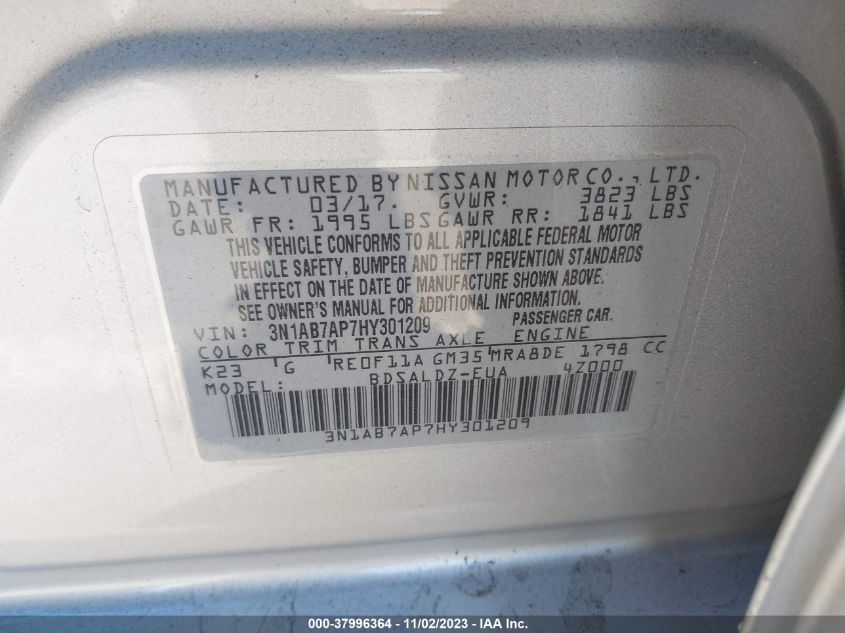 MANUFACTURED BY NISSAN MOTOR CO., LTD.
DATE: 03/17. GVWR: 3823 LBS
GAWR FR: 1995 LBS GAWR RR: 1841 LBS
THIS VEHICLE CONFORMS TO ALL APPLICABLE FEDERAL MOTOR
VEHICLE SAFETY, BUMPER AND THEFT PREVENTION STANDARDS
IN EFFECT ON THE DATE OF MANUFACTURE SHOWN ABOVE.
SEE OWNER'S MANUAL FOR ADDITIONAL INFORMATION.
VIN: 3N1AB7AP7HY301209 PASSENGER CAR.
COLOR TRIM TRANS AXLE ENGINE
K23 G RE0F11A GM35 MRA8DE 1798 CC
MODEL: BDSALDZ-EUA 4Z000
3N1AB7AP7HY301209
000-37996364 - 11/02/2023 - IAA Inc.